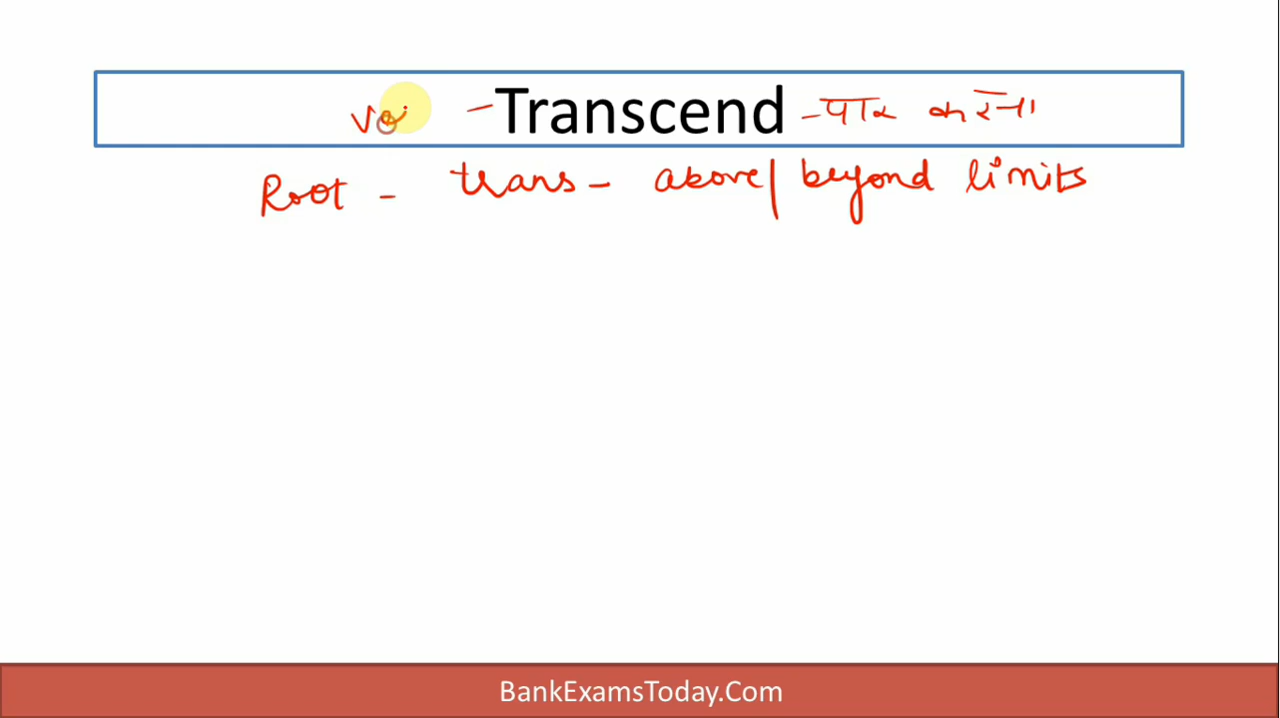 - Transcend - पार करना
Root - trans - above/ beyond limits
BankExamsToday.Com